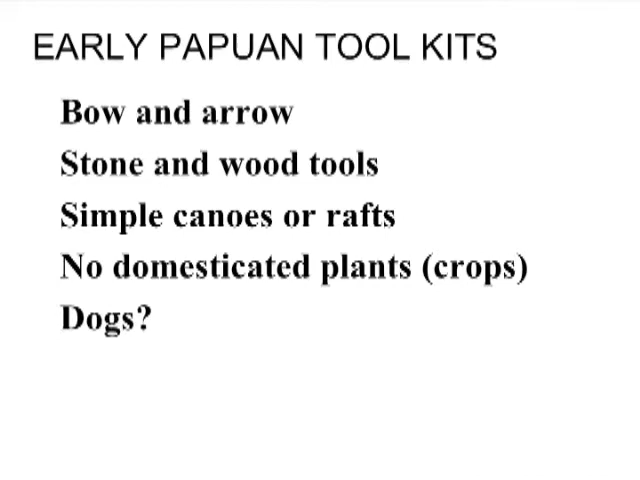 EARLY PAPUAN TOOL KITS
Bow and arrow
Stone and wood tools
Simple canoes or rafts
No domesticated plants (crops)
Dogs?